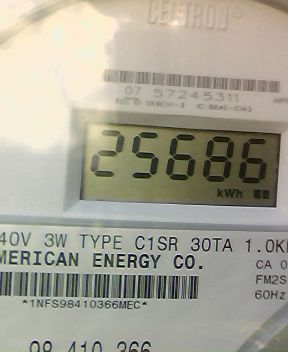 CELTRON
07 57245311
25686
kWh
40V 3W TYPE C1SR 30TA 1.0K
MERICAN ENERGY CO.
CA 0
FM2S
60Hz
*1NFS98410366MEC*
98 410 366